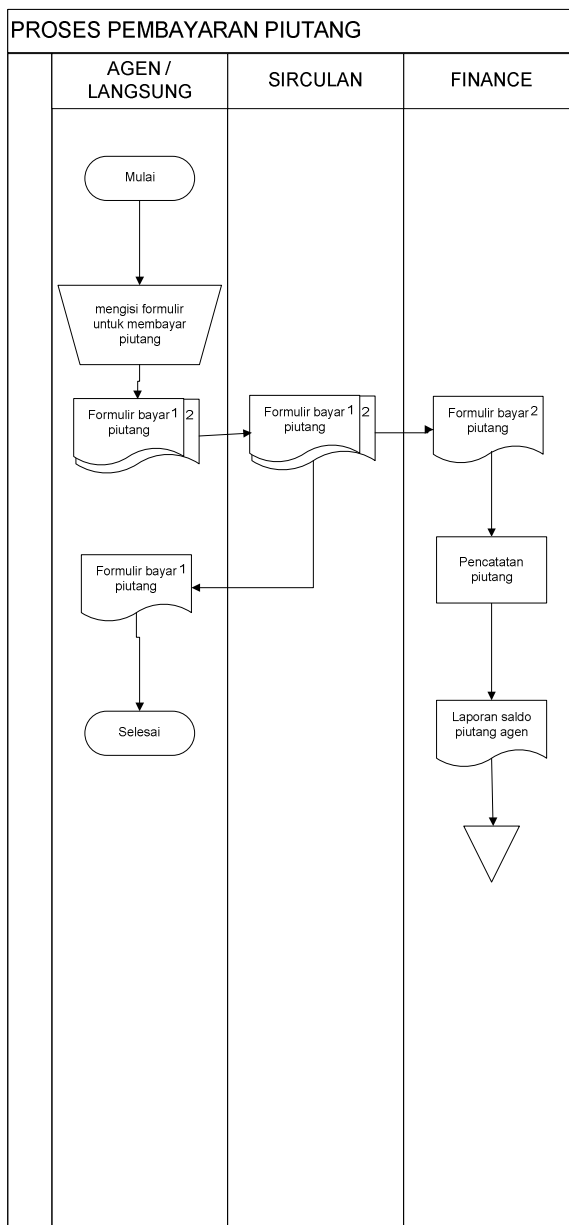 PROSES PEMBAYARAN PIUTANG
AGEN /
LANGSUNG
SIRCULAN
FINANCE
Mulai
mengisi formulir
untuk membayar
piutang
Formulir bayar 1 2
piutang
Formulir bayar 1 2
piutang
Formulir bayar 2
piutang
Formulir bayar 1
piutang
Pencatatan
piutang
Selesai
Laporan saldo
piutang agen